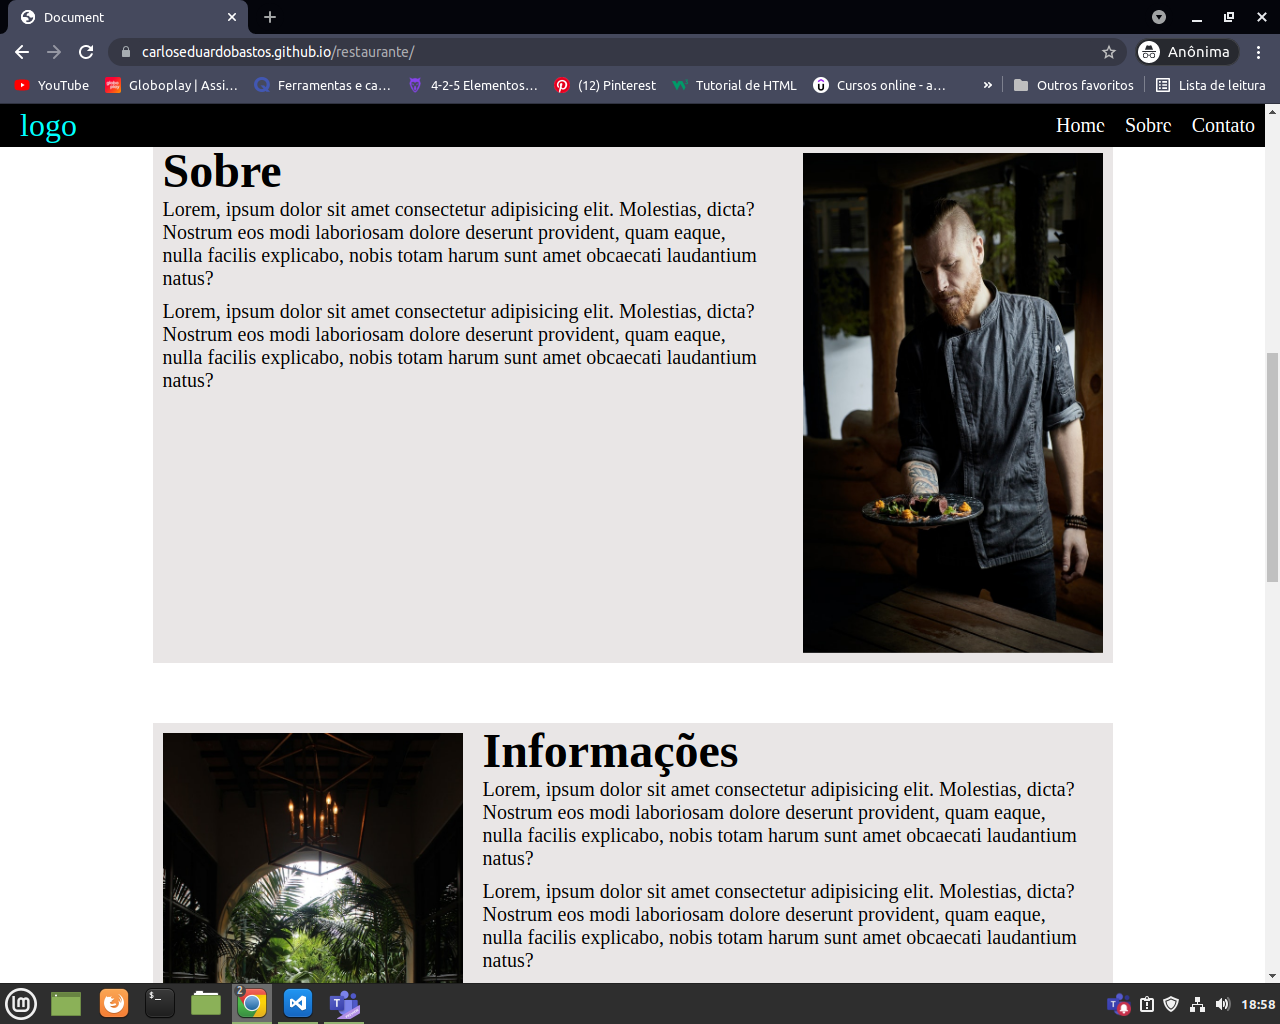 Document
carloseduardobastos.github.io/restaurante/
Anônima
YouTube
Globoplay | Assi...
Ferramentas e ca...
4-2-5 Elementos...
(12) Pinterest
Tutorial de HTML
Cursos online - a...
»
Outros favoritos
Lista de leitura
logo
Home
Sobre
Contato
Sobre
Lorem, ipsum dolor sit amet consectetur adipisicing elit. Molestias, dicta?
Nostrum eos modi laboriosam dolore deserunt provident, quam eaque,
nulla facilis explicabo, nobis totam harum sunt amet obcaecati laudantium
natus?
Lorem, ipsum dolor sit amet consectetur adipisicing elit. Molestias, dicta?
Nostrum eos modi laboriosam dolore deserunt provident, quam eaque,
nulla facilis explicabo, nobis totam harum sunt amet obcaecati laudantium
natus?
Informações
Lorem, ipsum dolor sit amet consectetur adipisicing elit. Molestias, dicta?
Nostrum eos modi laboriosam dolore deserunt provident, quam eaque,
nulla facilis explicabo, nobis totam harum sunt amet obcaecati laudantium
natus?
Lorem, ipsum dolor sit amet consectetur adipisicing elit. Molestias, dicta?
Nostrum eos modi laboriosam dolore deserunt provident, quam eaque,
nulla facilis explicabo, nobis totam harum sunt amet obcaecati laudantium
natus?
2
18:58